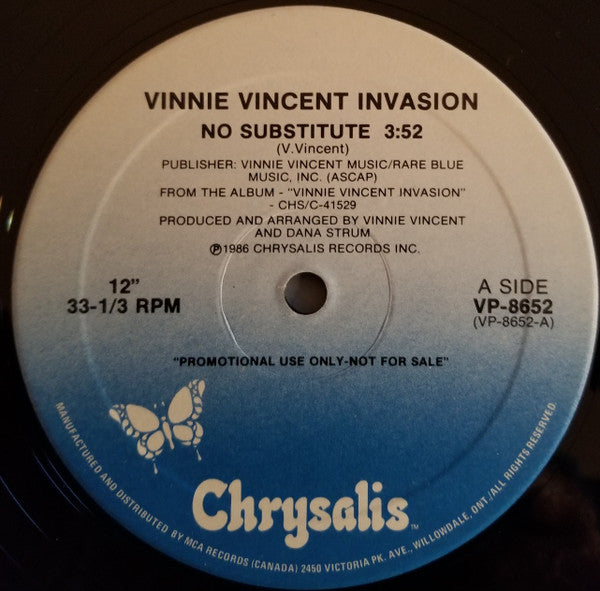 VINNIE VINCENT INVASION
NO SUBSTITUTE 3:52
(V.Vincent)
PUBLISHER: VINNIE VINCENT MUSIC/RARE BLUE
MUSIC, INC. (ASCAP)
FROM THE ALBUM - "VINNIE VINCENT INVASION"
- CHS/C-41529
PRODUCED AND ARRANGED BY VINNIE VINCENT
AND DANA STRUM
℗1986 CHRYSALIS RECORDS INC.
12"
33-1/3 RPM
A SIDE
VP-8652
(VP-8652-A)
"PROMOTIONAL USE ONLY-NOT FOR SALE"
Chrysalis™
MANUFACTURED AND DISTRIBUTED BY MCA RECORDS (CANADA) 2450 VICTORIA PK. AVE., WILLOWDALE, ONT./ALL RIGHTS RESERVED.